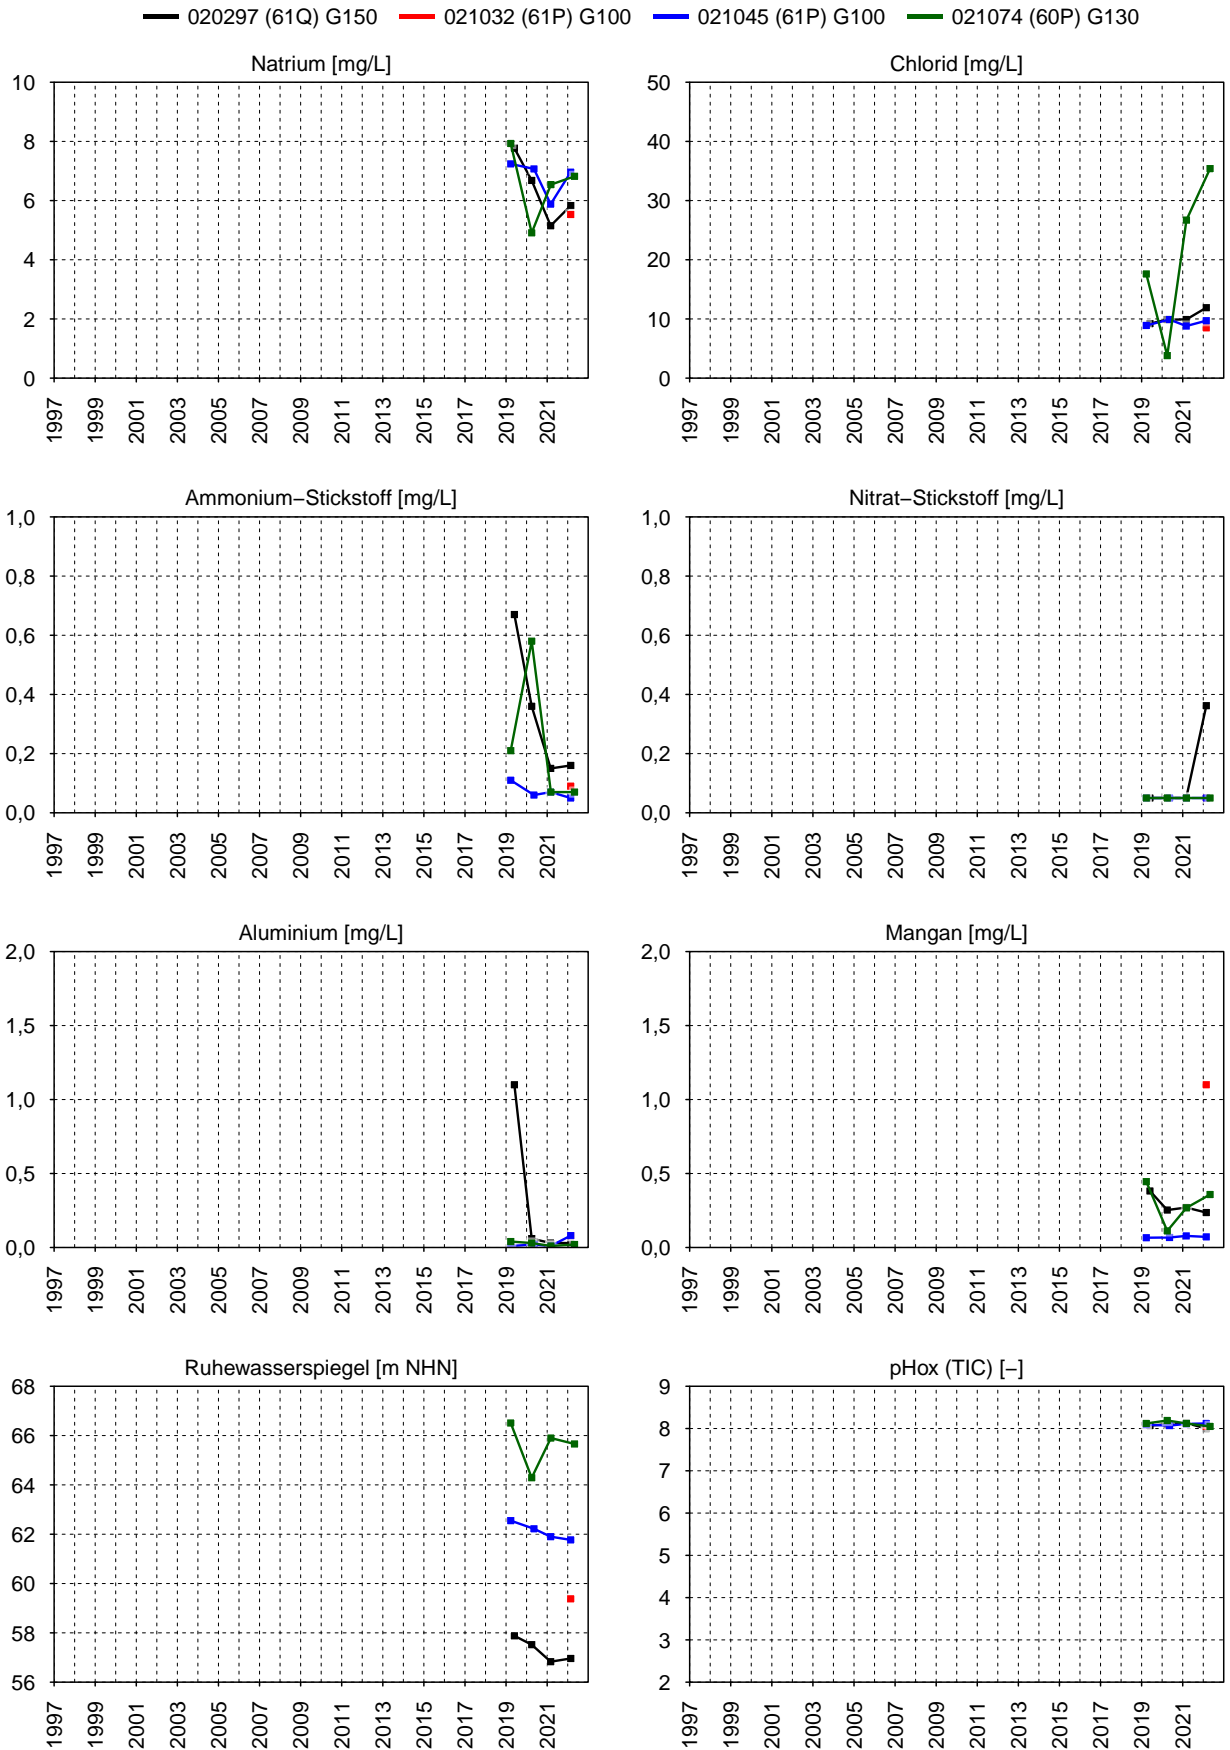 020297 (61Q) G150 021032 (61P) G100 021045 (61P) G100 021074 (60P) G130
Natrium [mg/L]
10
8
6
4
2
0
1997 1999 2001 2003 2005 2007 2009 2011 2013 2015 2017 2019 2021
Chlorid [mg/L]
50
40
30
20
10
0
1997 1999 2001 2003 2005 2007 2009 2011 2013 2015 2017 2019 2021
Ammonium−Stickstoff [mg/L]
1,0
0,8
0,6
0,4
0,2
0,0
1997 1999 2001 2003 2005 2007 2009 2011 2013 2015 2017 2019 2021
Nitrat−Stickstoff [mg/L]
1,0
0,8
0,6
0,4
0,2
0,0
1997 1999 2001 2003 2005 2007 2009 2011 2013 2015 2017 2019 2021
Aluminium [mg/L]
2,0
1,5
1,0
0,5
0,0
1997 1999 2001 2003 2005 2007 2009 2011 2013 2015 2017 2019 2021
Mangan [mg/L]
2,0
1,5
1,0
0,5
0,0
1997 1999 2001 2003 2005 2007 2009 2011 2013 2015 2017 2019 2021
Ruhewasserspiegel [m NHN]
68
66
64
62
60
58
56
1997 1999 2001 2003 2005 2007 2009 2011 2013 2015 2017 2019 2021
pHox (TIC) [−]
9
8
7
6
5
4
3
2
1997 1999 2001 2003 2005 2007 2009 2011 2013 2015 2017 2019 2021